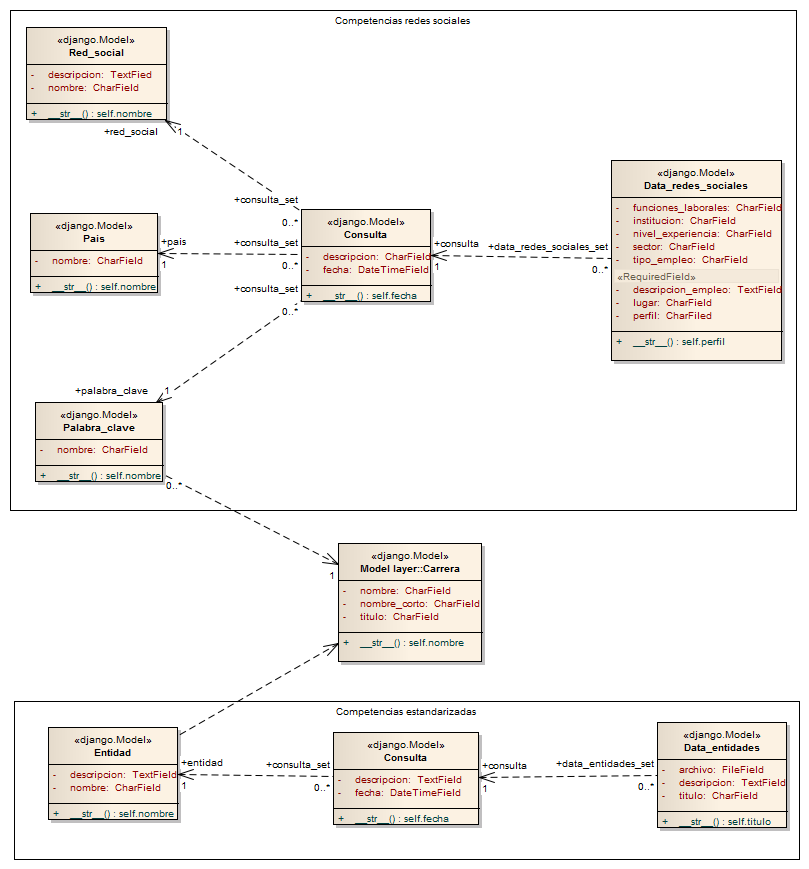 Competencias redes sociales
«django.Model»
Red_social
- descripcion: TextFied
- nombre: CharField
+ __str__() : self.nombre
+red_social
1
+consulta_set
0..*
«django.Model»
Pais
- nombre: CharField
+ __str__() : self.nombre
+pais
1
+consulta_set
0..*
«django.Model»
Consulta
- descripcion: CharField
- fecha: DateTimeField
+ __str__() : self.fecha
+consulta
1
+data_redes_sociales_set
0..*
«django.Model»
Data_redes_sociales
- funciones_laborales: CharField
- institucion: CharField
- nivel_experiencia: CharField
- sector: CharField
- tipo_empleo: CharField
«RequiredField»
- descripcion_empleo: TextField
- lugar: CharField
- perfil: CharFiled
+ __str__() : self.perfil
+consulta_set
0..*
+palabra_clave
1
«django.Model»
Palabra_clave
- nombre: CharField
+ __str__() : self.nombre
0..*
1
«django.Model»
Model layer::Carrera
- nombre: CharField
- nombre_corto: CharField
- titulo: CharField
+ __str__() : self.nombre
Competencias estandarizadas
«django.Model»
Entidad
- descripcion: TextField
- nombre: CharField
+ __str__() : self.nombre
+entidad
1
+consulta_set
0..*
«django.Model»
Consulta
- descripcion: TextField
- fecha: DateTimeField
+ __str__() : self.fecha
+consulta
1
+data_entidades_set
0..*
«django.Model»
Data_entidades
- archivo: FileField
- descripcion: TextField
- titulo: CharField
+ __str__() : self.titulo